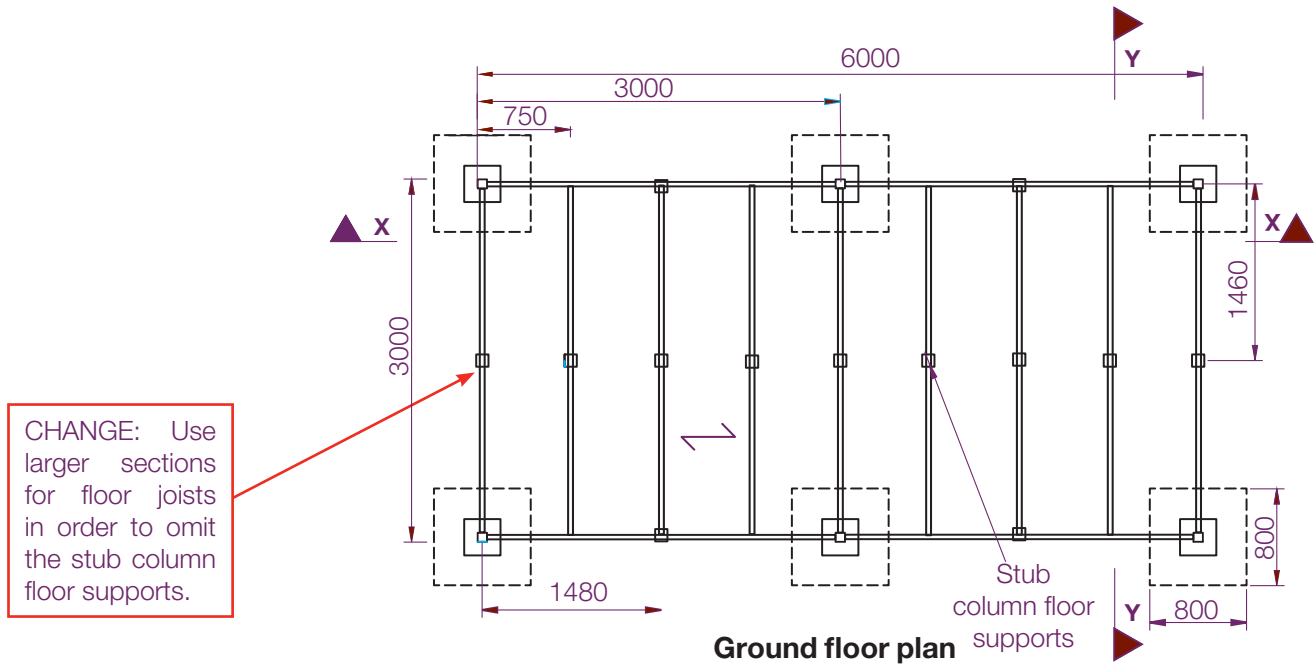 Y
6000
3000
750
X
X
3000
1460
CHANGE: Use
larger sections
for floor joists
in order to omit
the stub column
floor supports.
800
Stub
column floor
supports
1480
Y
800
Ground floor plan